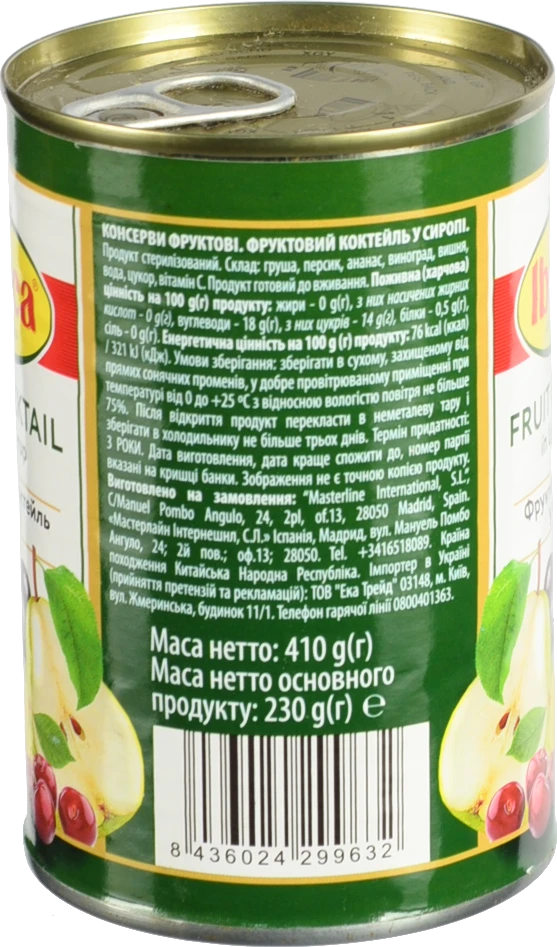 КОНСЕРВИ ФРУКТОВІ. ФРУКТОВИЙ КОКТЕЙЛЬ У СИРОПІ.
Продукт стерилізований. Склад: груша, персик, ананас, виноград, вишня,
вода, цукор, вітамін С. Продукт готовий до вживання. Поживна (харчова)
цінність на 100 g(г) продукту: жири - 0 g(г), з них насичених жирних
кислот - 0 g(г), вуглеводи - 18 g(г), з них цукрів - 14 g(г), білки - 0,5 g(г),
сіль - 0 g(г). Енергетична цінність на 100 g (г) продукту: 76 kcal (ккал)
/ 321 kJ (кДж). Умови зберігання: зберігати в сухому, захищеному від
прямих сонячних променів, у добре провітрюваному приміщенні при
температурі від 0 до +25 °С з відносною вологістю повітря не більше
75%. Після відкриття продукт перекласти в неметалеву тару і
зберігати в холодильнику не більше трьох днів. Термін придатності:
3 РОКИ. Дата виготовлення, дата краще спожити до, номер партії
вказані на кришці банки. Зображення не є точною копією продукту.
Виготовлено на замовлення: "Masterline International, S.L.",
C/Manuel Pombo Angulo, 24, 2pl, of.13, 28050 Madrid, Spain.
«Мастерлайн Інтернешнл, С.Л.» Іспанія, Мадрид, вул. Мануель Помбо
Ангуло, 24; 2й пов.; оф.13; 28050. Tel. +3416518089. Країна
походження Китайська Народна Республіка. Імпортер в Україні
(прийняття претензій та рекламацій): ТОВ "Ека Трейд" 03148, м. Київ,
вул. Жмеринська, будинок 11/1. Телефон гарячої лінії 0800401363.
Маса нетто: 410 g(г)
Маса нетто основного
продукту: 230 g(г) ℮
8 436024 299632
a®
KTAIL
ктейль
FRUI
Фрук